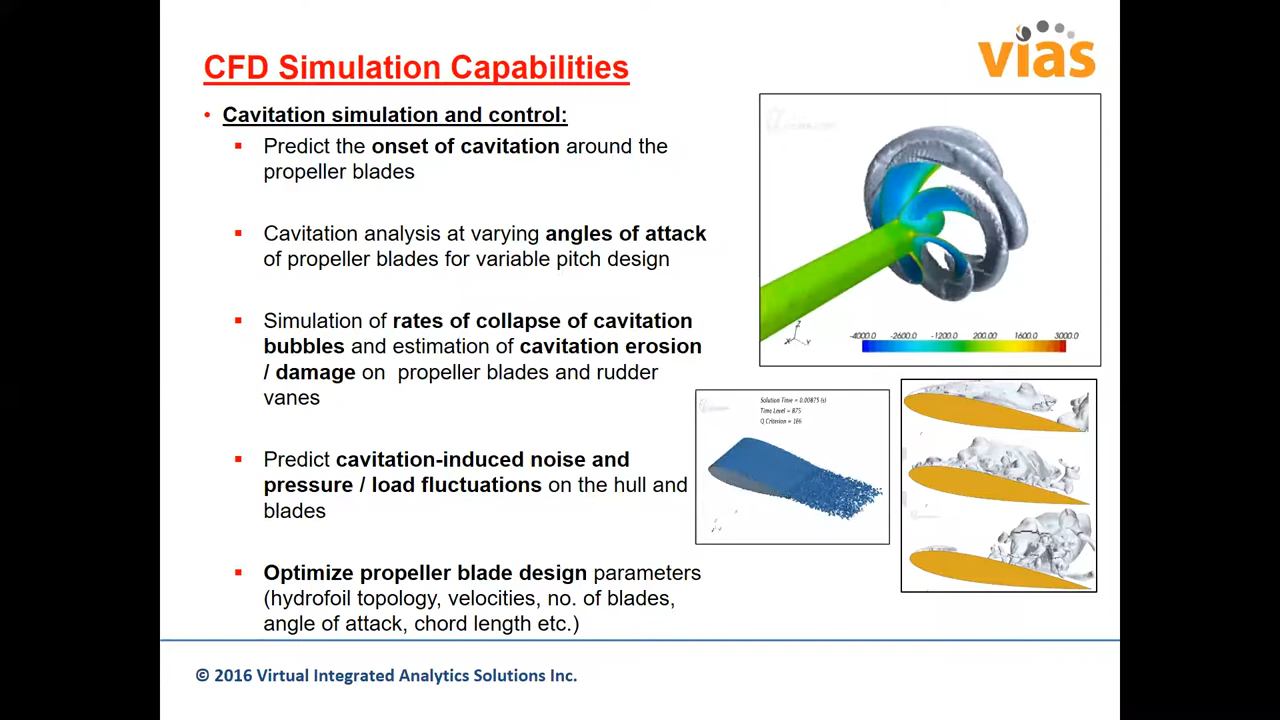 CFD Simulation Capabilities
vias
• Cavitation simulation and control:
▪ Predict the onset of cavitation around the
propeller blades
▪ Cavitation analysis at varying angles of attack
of propeller blades for variable pitch design
▪ Simulation of rates of collapse of cavitation
bubbles and estimation of cavitation erosion
/ damage on propeller blades and rudder
vanes
▪ Predict cavitation-induced noise and
pressure / load fluctuations on the hull and
blades
▪ Optimize propeller blade design parameters
(hydrofoil topology, velocities, no. of blades,
angle of attack, chord length etc.)
Z
X Y
-4000.0 -2600.0 -1200.0 200.00 1600.0 3000.0
Solution Time = 0.00875 (s)
Time Level = 875
Q Criterion = 1E6
© 2016 Virtual Integrated Analytics Solutions Inc.